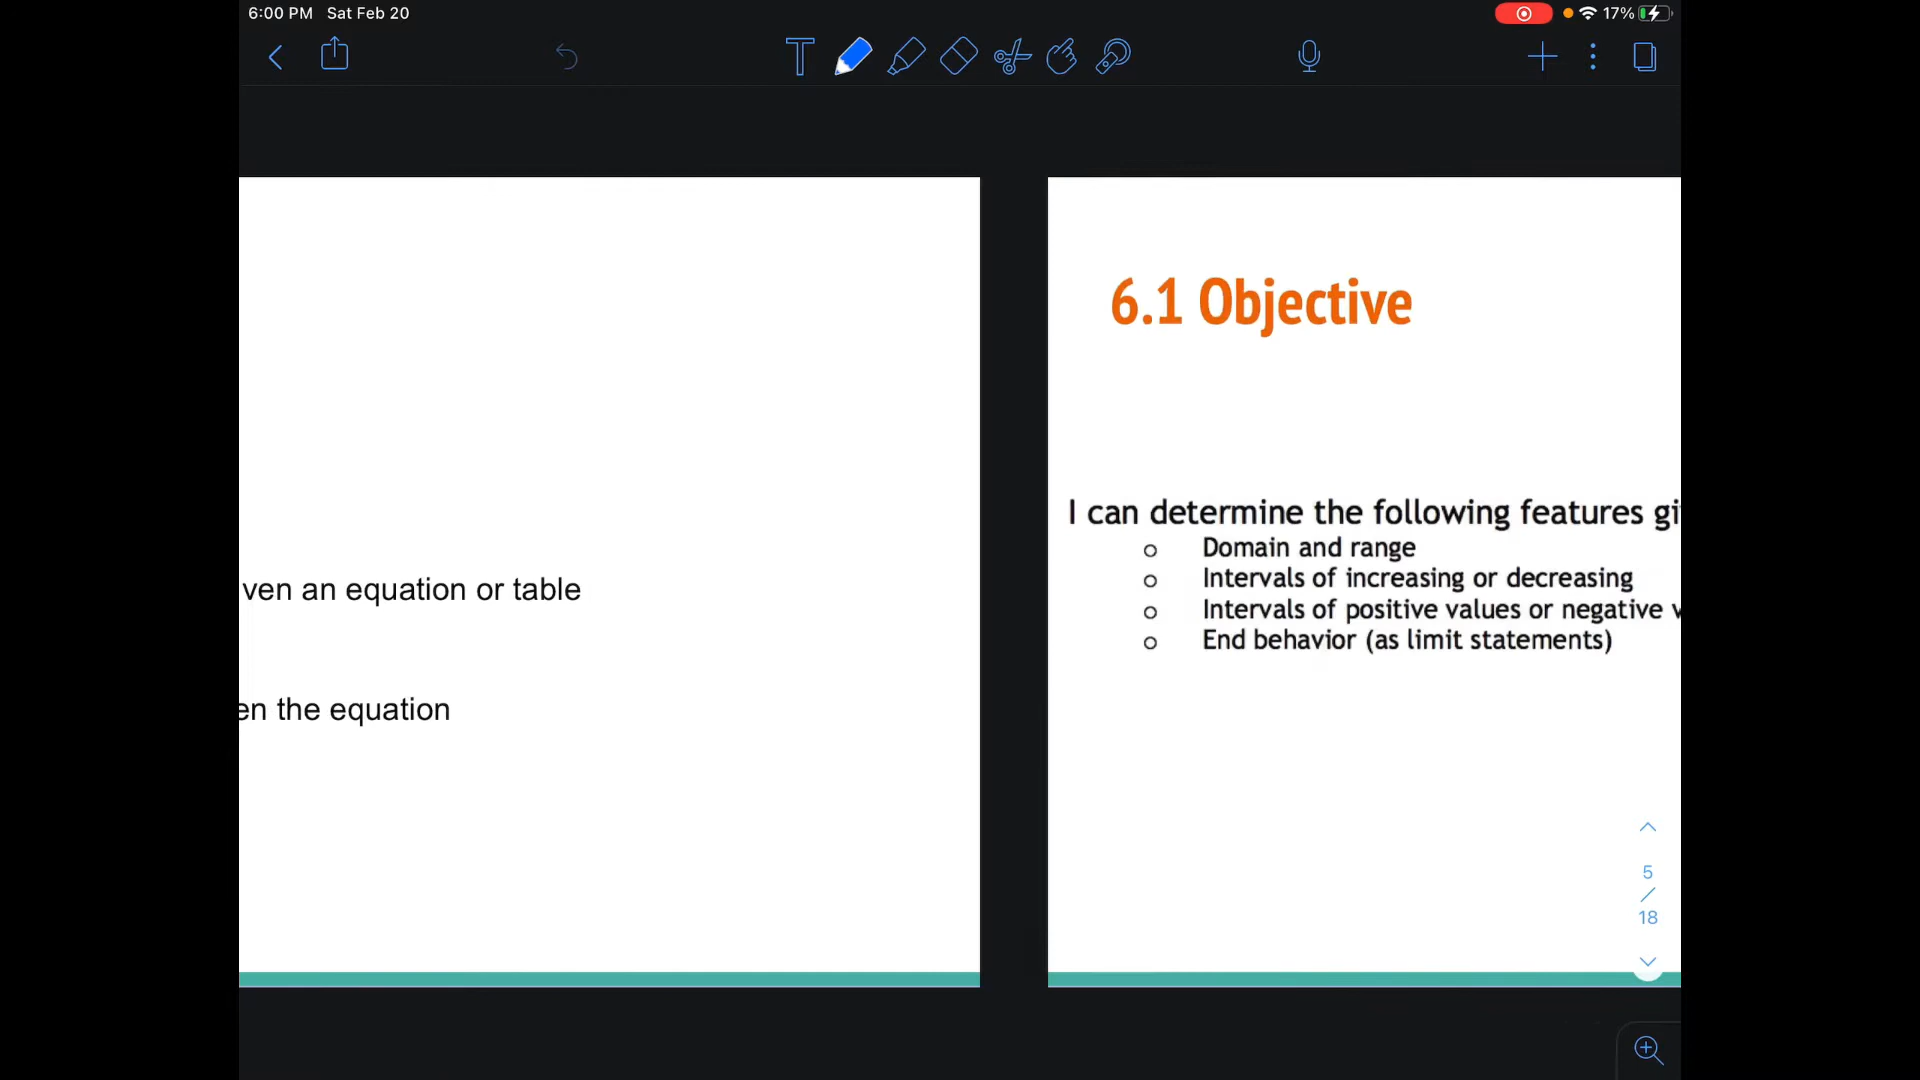 6:00 PM Sat Feb 20
17%
ven an equation or table
en the equation
6.1 Objective
I can determine the following features gi
Domain and range
Intervals of increasing or decreasing
Intervals of positive values or negative v
End behavior (as limit statements)
5
/
18